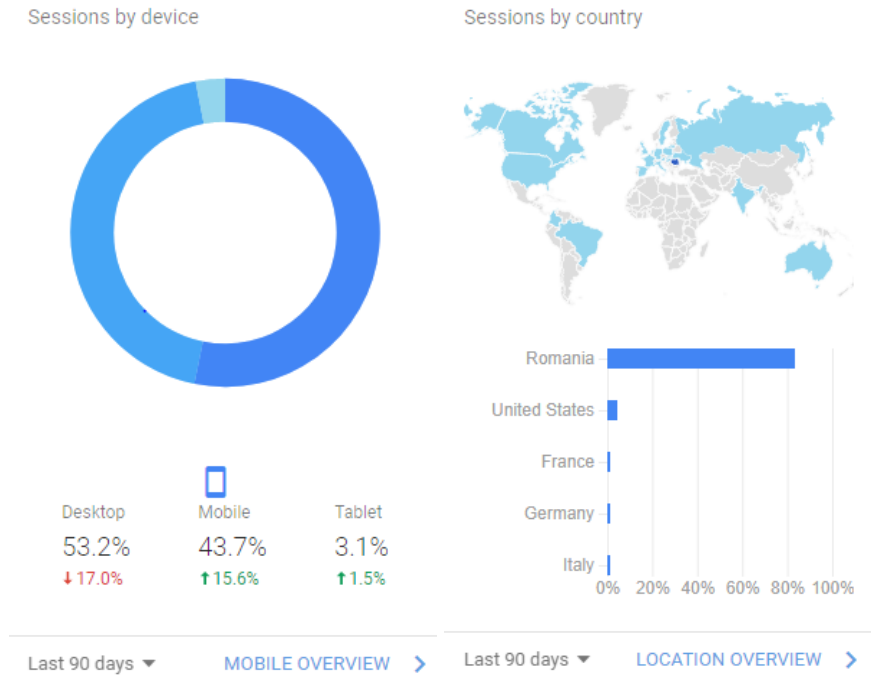 Sessions by device
Desktop Mobile Tablet
53.2% 43.7% 3.1%
↓17.0% ↑15.6% ↑1.5%
Last 90 days MOBILE OVERVIEW
Sessions by country
Romania
United States
France
Germany
Italy
0% 20% 40% 60% 80% 100%
Last 90 days LOCATION OVERVIEW